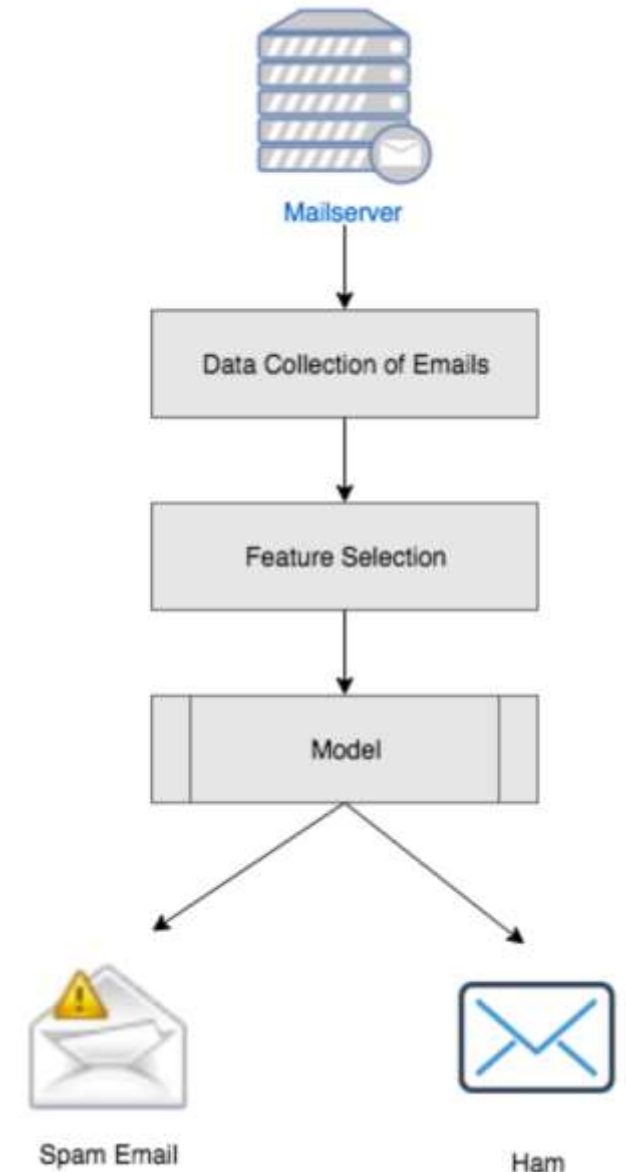 Mailserver
Data Collection of Emails
Feature Selection
Model
Spam Email
Ham